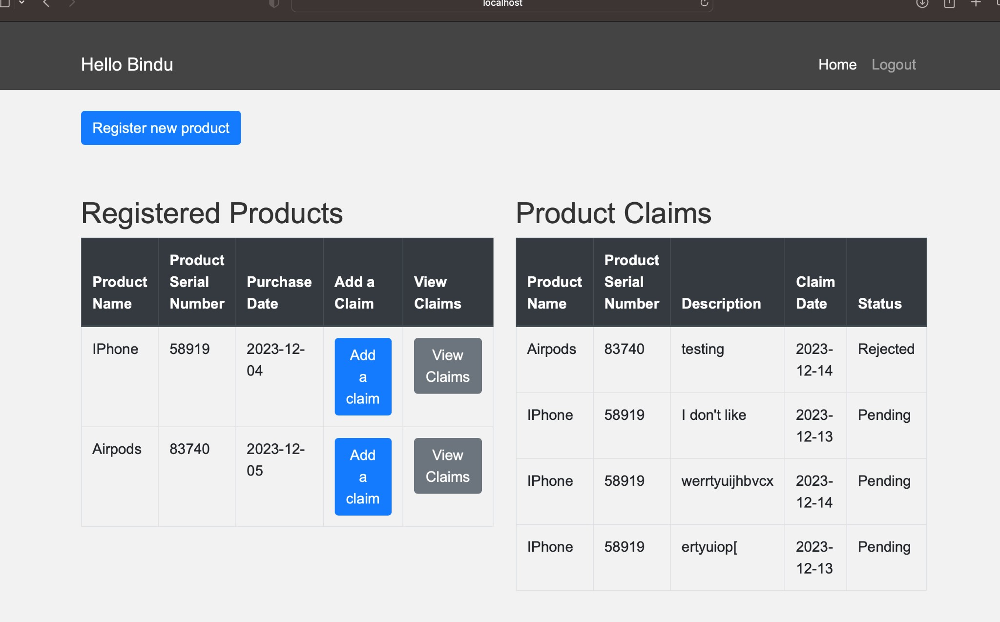 localhost
Hello Bindu
Home Logout
Register new product
Registered Products
Product Name
Product Serial Number
Purchase Date
Add a Claim
View Claims
IPhone
58919
2023-12-
04
Add
a
claim
View
Claims
Airpods
83740
2023-12-
05
Add
a
claim
View
Claims
Product Claims
Product Name
Product Serial Number
Description
Claim Date
Status
Airpods
83740
testing
2023-
12-14
Rejected
IPhone
58919
I don't like
2023-
12-13
Pending
IPhone
58919
werrtyuijhbvcx
2023-
12-14
Pending
IPhone
58919
ertyuiop[
2023-
12-13
Pending